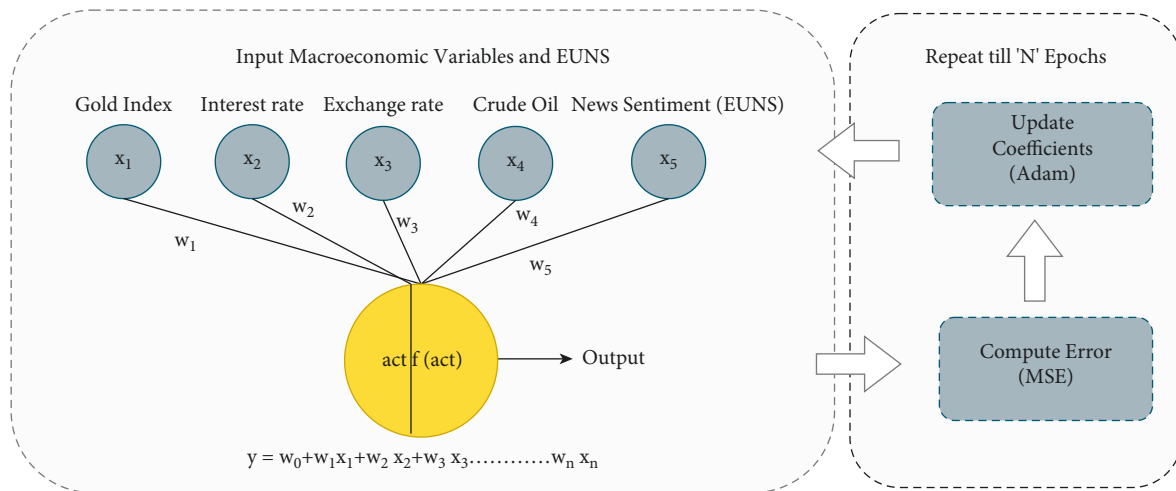 Input Macroeconomic Variables and EUNS
Gold Index
Interest rate
Exchange rate
Crude Oil
News Sentiment (EUNS)
x₁
x₂
x₃
x₄
x₅
w₁
w₂
w₃
w₄
w₅
act f (act)
Output
y = w₀+w₁x₁+w₂ x₂+w₃ x₃…………wₙ xₙ
Repeat till 'N' Epochs
Update
Coefficients
(Adam)
Compute Error
(MSE)